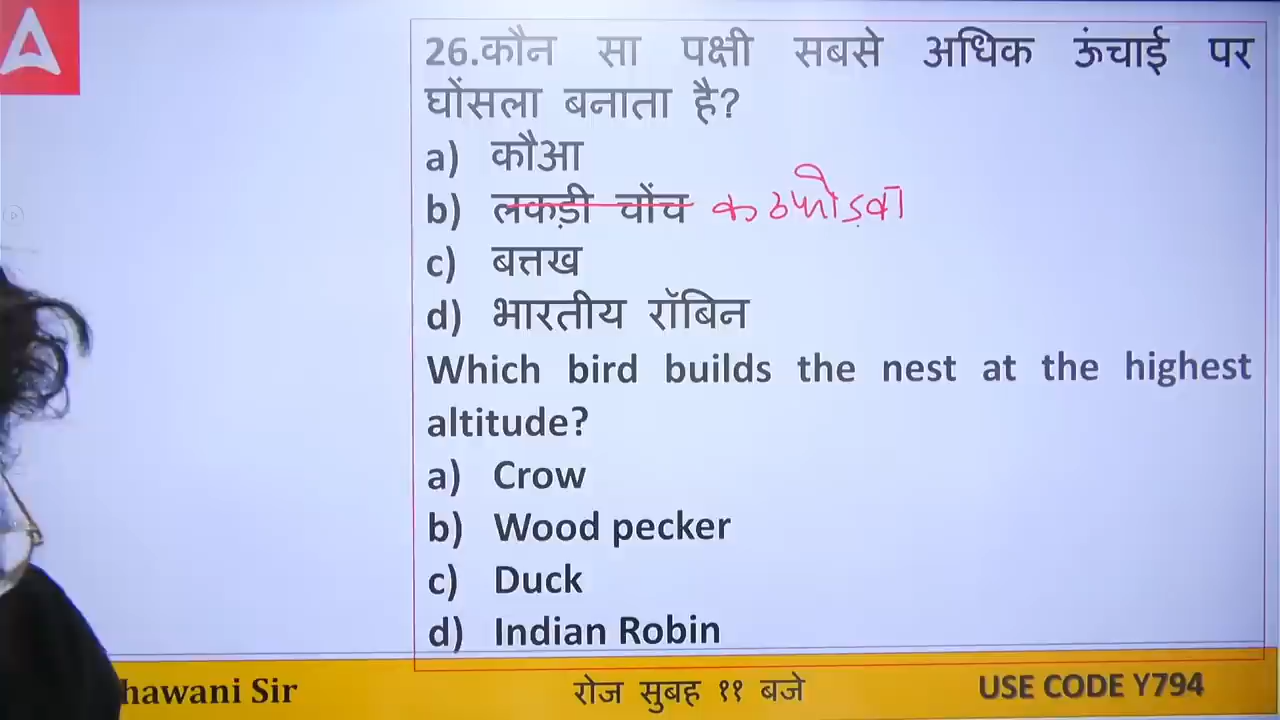 26.कौन सा पक्षी सबसे अधिक ऊंचाई पर
घोंसला बनाता है?
a) कौआ
b) लकड़ी चोंच कठफोड़वा
c) बत्तख
d) भारतीय रॉबिन
Which bird builds the nest at the highest
altitude?
a) Crow
b) Wood pecker
c) Duck
d) Indian Robin
hawani Sir
रोज सुबह ११ बजे
USE CODE Y794